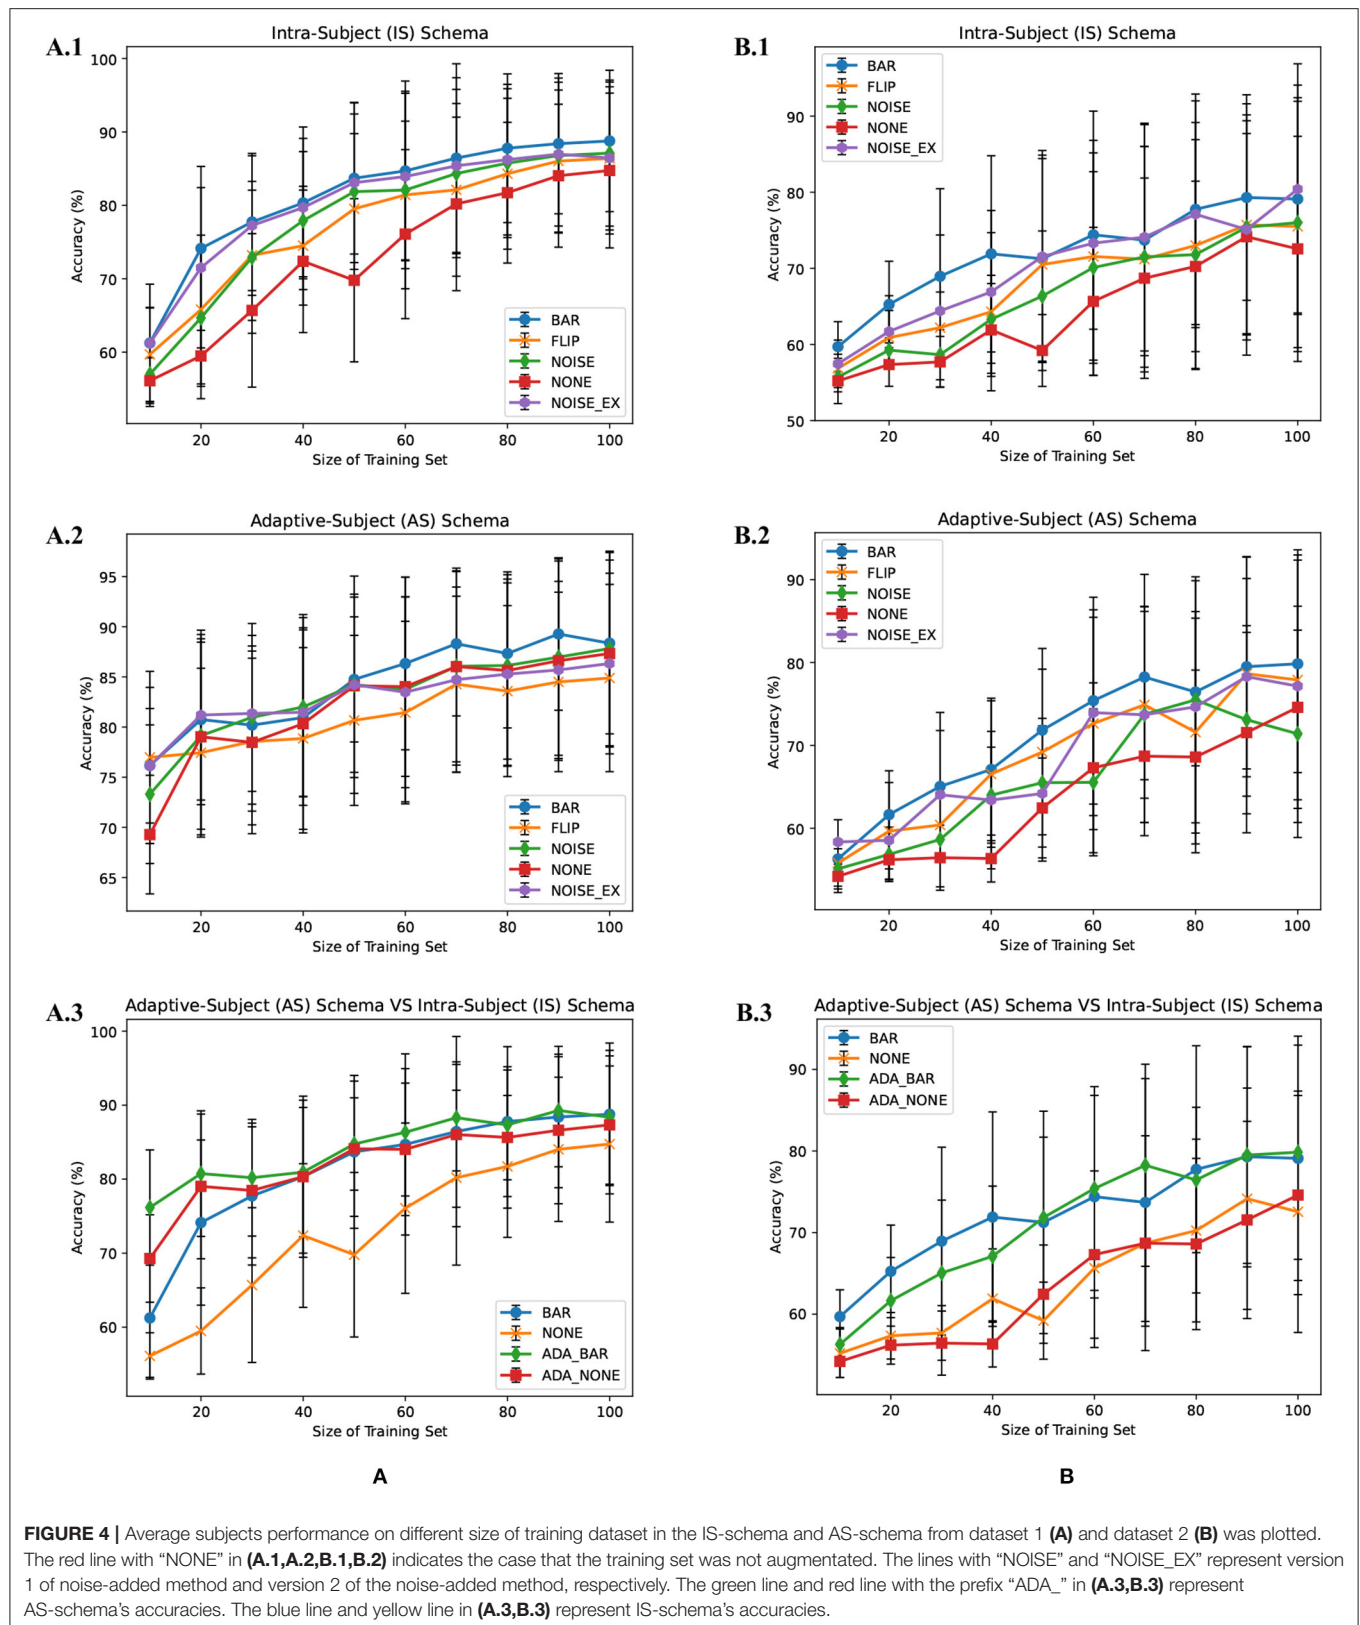 A.1
Intra-Subject (IS) Schema
100
90
80
70
60
Accuracy (%)
20
40
60
80
100
Size of Training Set
BAR
FLIP
NOISE
NONE
NOISE_EX
B.1
Intra-Subject (IS) Schema
90
80
70
60
50
Accuracy (%)
20
40
60
80
100
Size of Training Set
BAR
FLIP
NOISE
NONE
NOISE_EX
A.2
Adaptive-Subject (AS) Schema
95
90
85
80
75
70
65
Accuracy (%)
20
40
60
80
100
Size of Training Set
BAR
FLIP
NOISE
NONE
NOISE_EX
B.2
Adaptive-Subject (AS) Schema
90
80
70
60
Accuracy (%)
20
40
60
80
100
Size of Training Set
BAR
FLIP
NOISE
NONE
NOISE_EX
A.3
Adaptive-Subject (AS) Schema VS Intra-Subject (IS) Schema
100
90
80
70
60
Accuracy (%)
20
40
60
80
100
Size of Training Set
BAR
NONE
ADA_BAR
ADA_NONE
A
B.3
Adaptive-Subject (AS) Schema VS Intra-Subject (IS) Schema
90
80
70
60
Accuracy (%)
20
40
60
80
100
Size of Training Set
BAR
NONE
ADA_BAR
ADA_NONE
B
FIGURE 4 | Average subjects performance on different size of training dataset in the IS-schema and AS-schema from dataset 1 (A) and dataset 2 (B) was plotted.
The red line with “NONE” in (A.1,A.2,B.1,B.2) indicates the case that the training set was not augmentated. The lines with “NOISE” and “NOISE_EX” represent version
1 of noise-added method and version 2 of the noise-added method, respectively. The green line and red line with the prefix “ADA_” in (A.3,B.3) represent
AS-schema’s accuracies. The blue line and yellow line in (A.3,B.3) represent IS-schema’s accuracies.